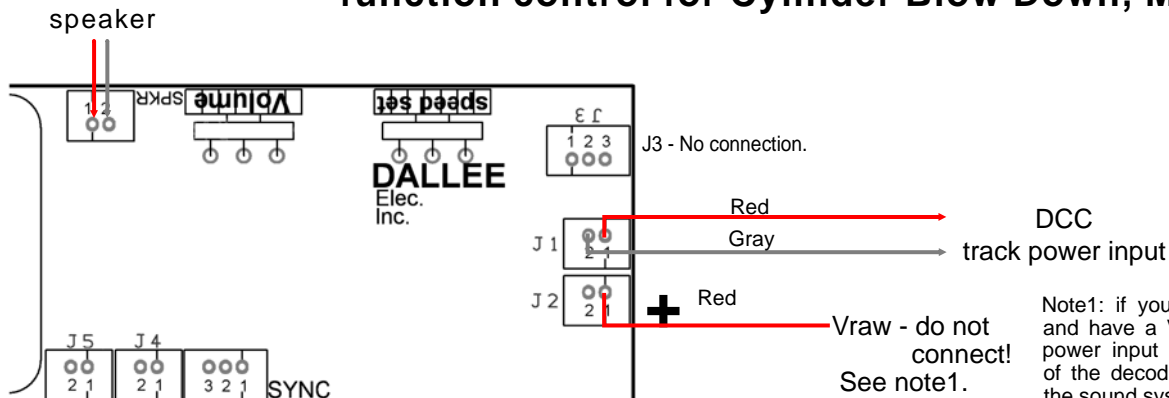 function control for Cylinder Blow Down, M
speaker
1 2
SPKR
Volume
speed set
DALLEE
Elec.
Inc.
J3
1 2 3
J3 - No connection.
Red
DCC
J1
2 1
Gray
track power input
J2
2 1
+
Red
Vraw - do not
connect!
See note1.
Note1: if you
and have a V
power input
of the decod
the sound sys
J5
2 1
J4
2 1
3 2 1
SYNC